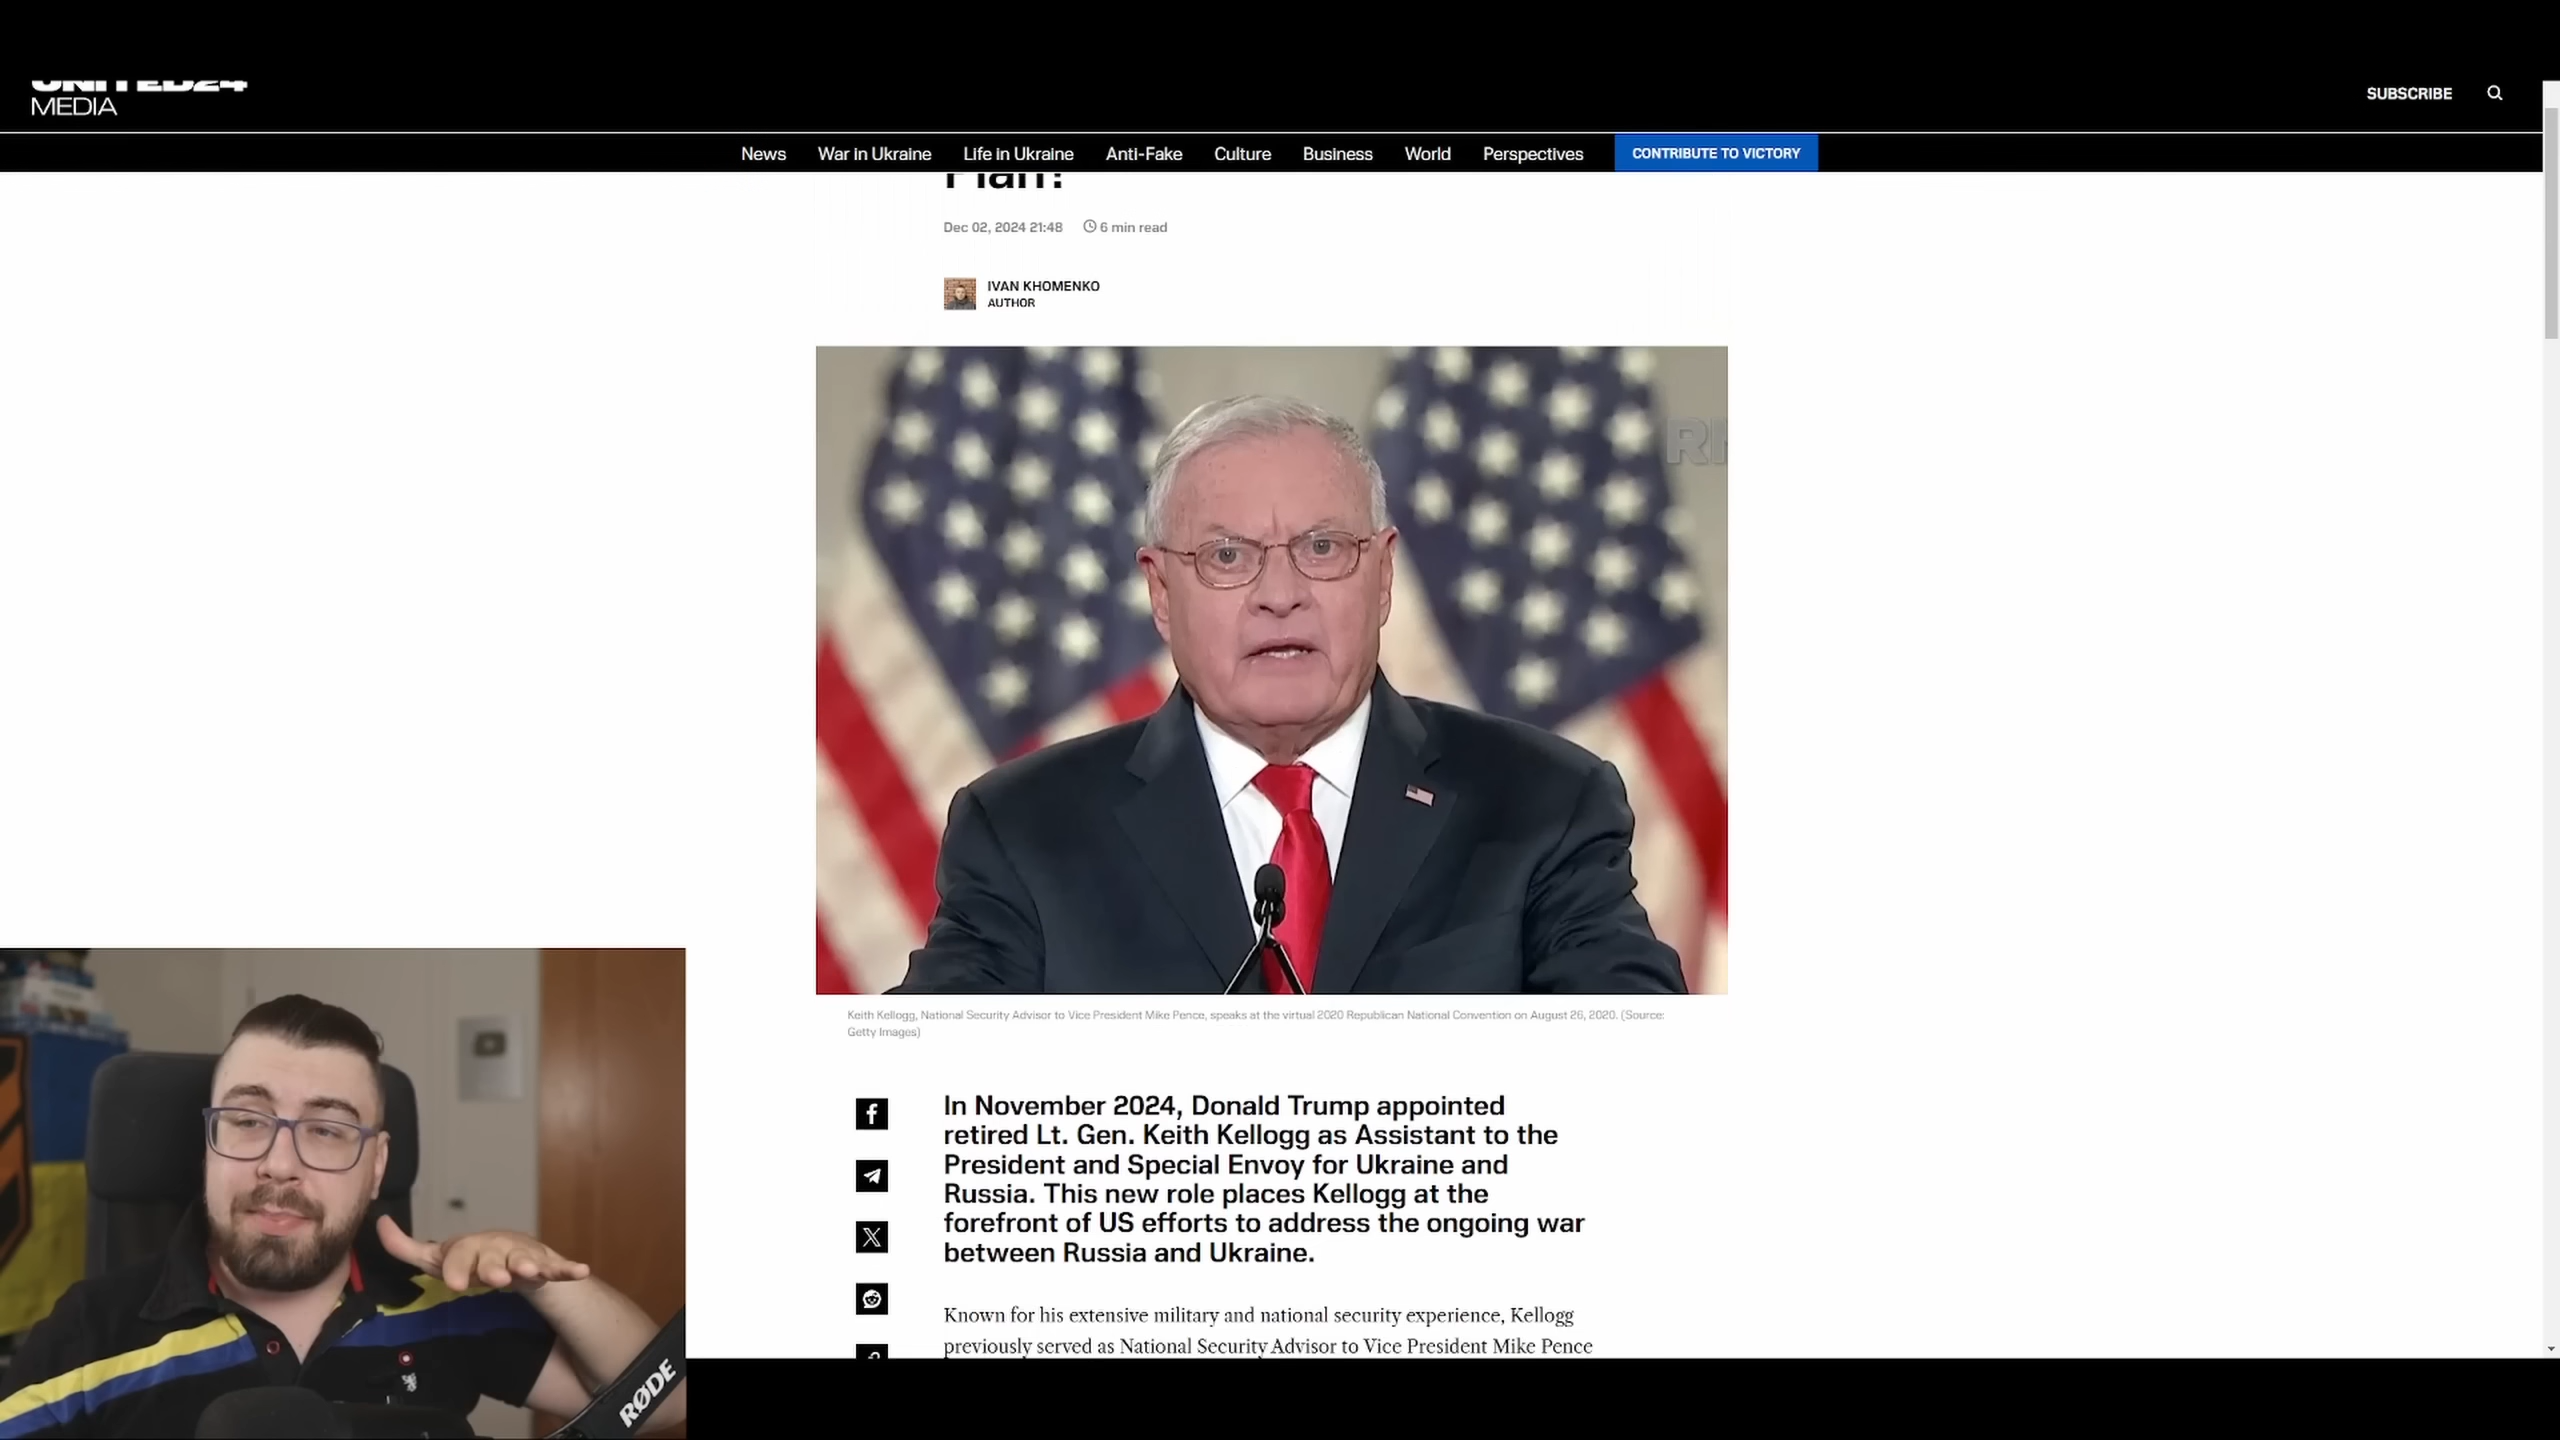 UNITED24
MEDIA
SUBSCRIBE
News War in Ukraine Life in Ukraine Anti-Fake Culture Business World Perspectives CONTRIBUTE TO VICTORY
Plan?
Dec 02, 2024 21:48 6 min read
IVAN KHOMENKO
AUTHOR
Keith Kellogg, National Security Advisor to Vice President Mike Pence, speaks at the virtual 2020 Republican National Convention on August 26, 2020. (Source:
Getty Images)
In November 2024, Donald Trump appointed
retired Lt. Gen. Keith Kellogg as Assistant to the
President and Special Envoy for Ukraine and
Russia. This new role places Kellogg at the
forefront of US efforts to address the ongoing war
between Russia and Ukraine.
Known for his extensive military and national security experience, Kellogg
previously served as National Security Advisor to Vice President Mike Pence
RØDE